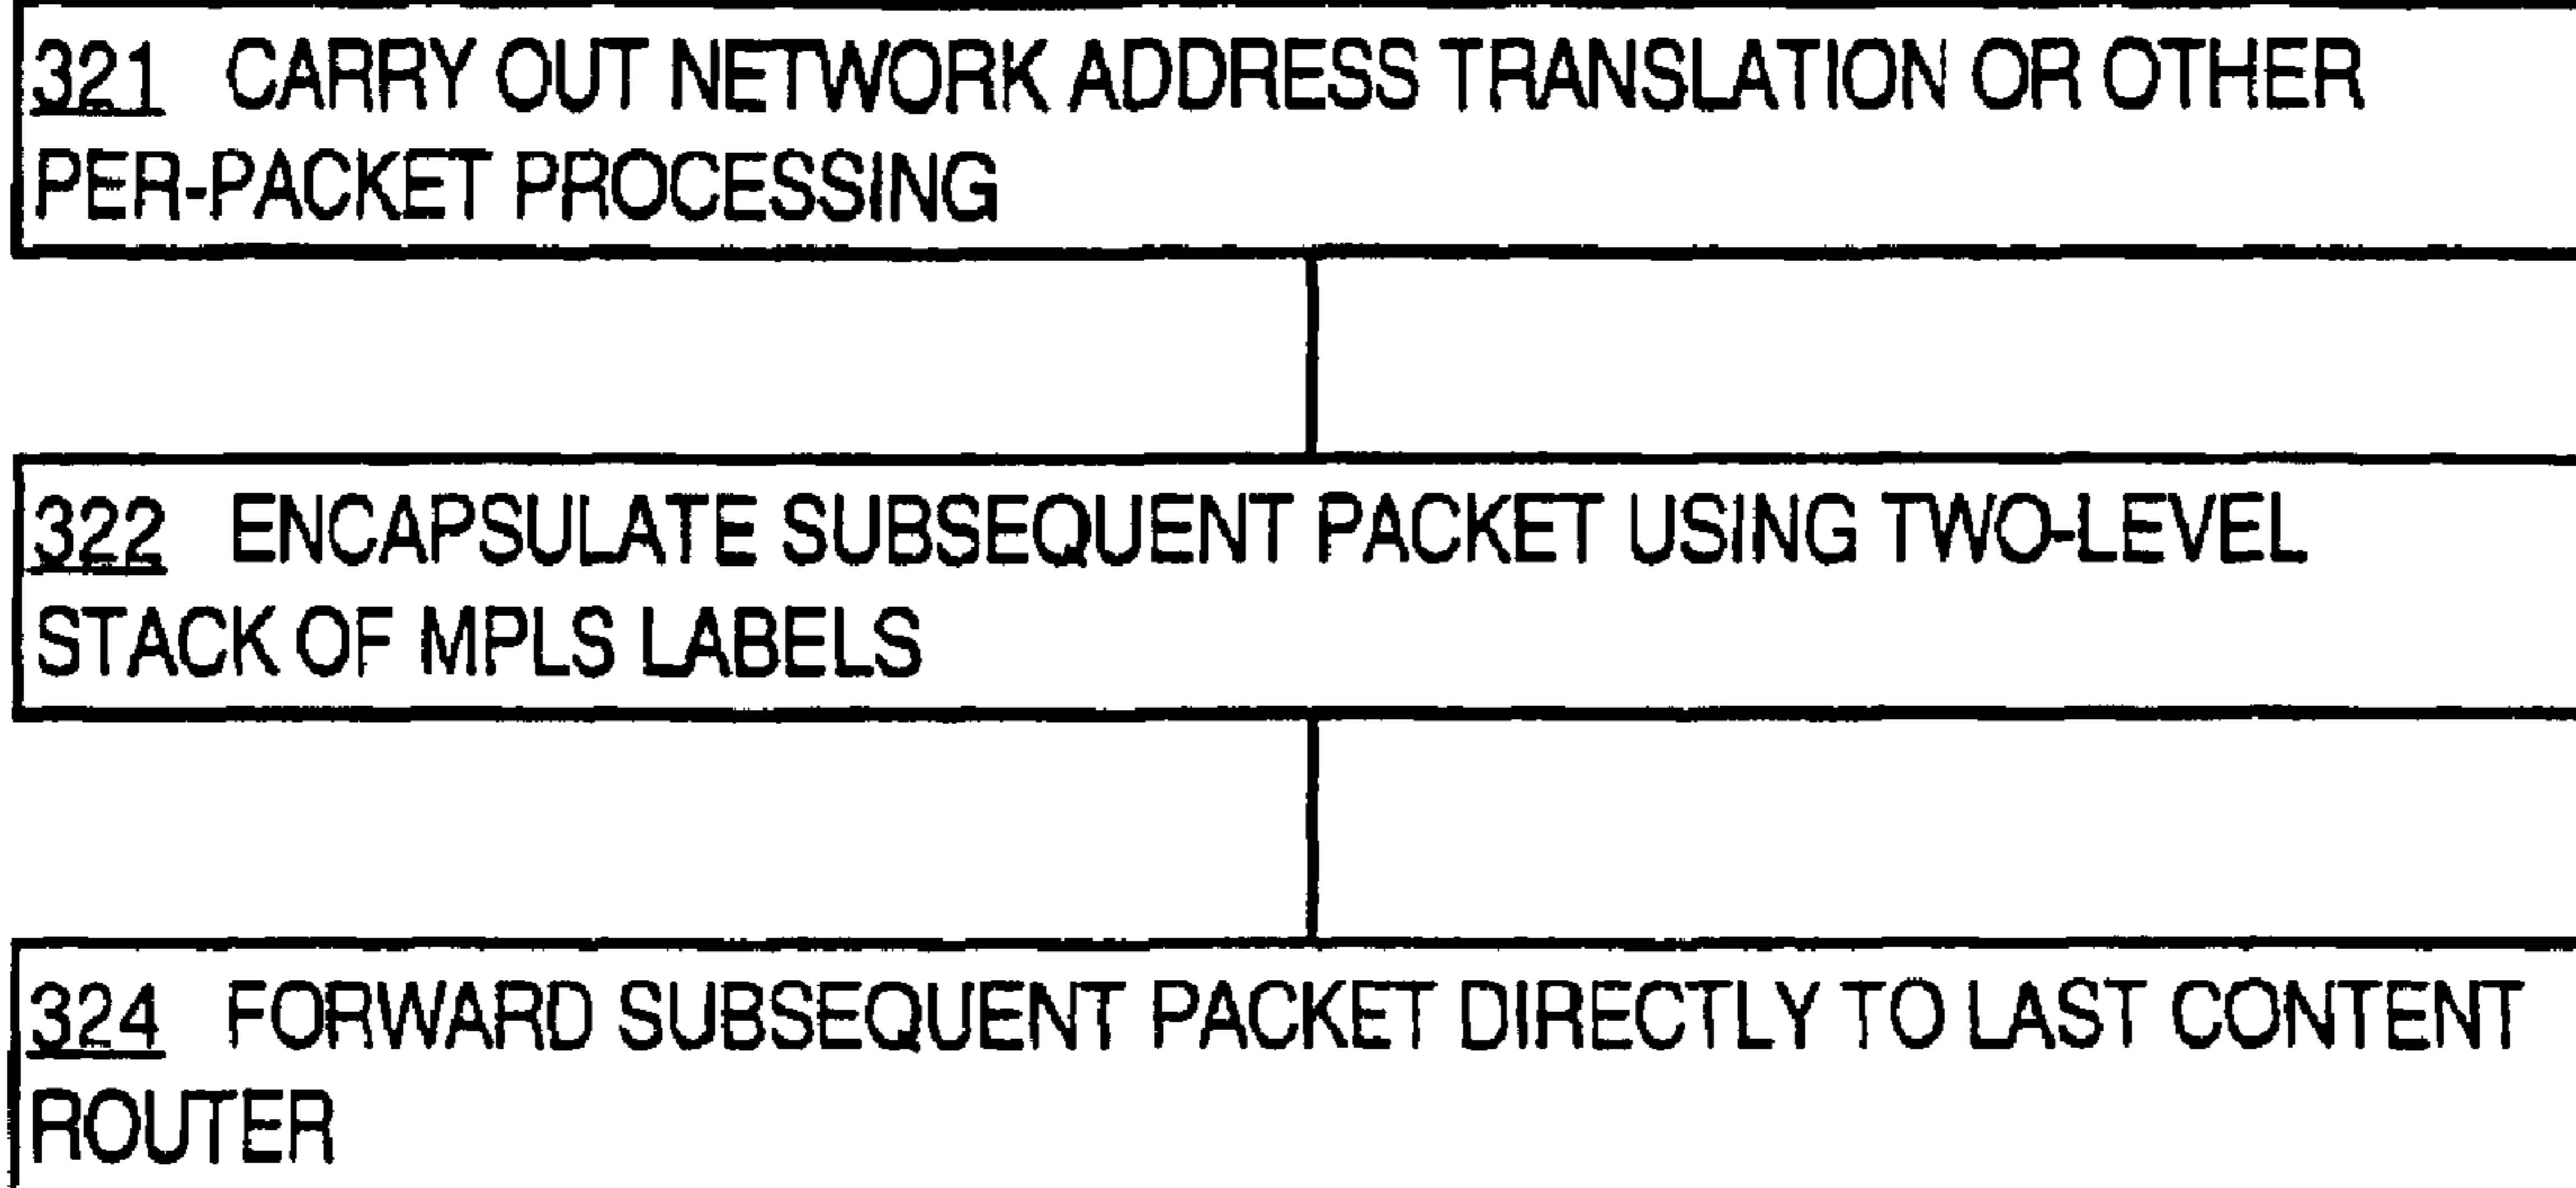 321 CARRY OUT NETWORK ADDRESS TRANSLATION OR OTHER
PER-PACKET PROCESSING
322 ENCAPSULATE SUBSEQUENT PACKET USING TWO-LEVEL
STACK OF MPLS LABELS
324 FORWARD SUBSEQUENT PACKET DIRECTLY TO LAST CONTENT
ROUTER